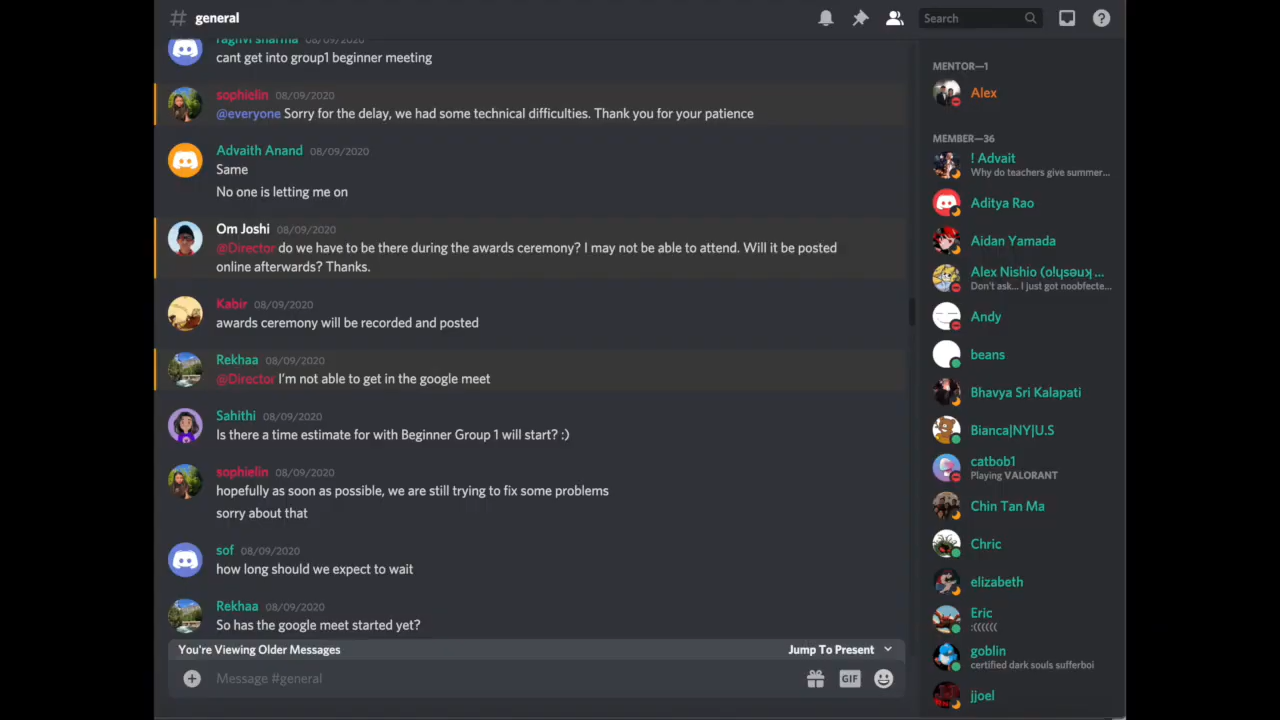 general
Search
raghvi sharma 08/09/2020
cant get into group1 beginner meeting
sophielin 08/09/2020
@everyone Sorry for the delay, we had some technical difficulties. Thank you for your patience
Advaith Anand 08/09/2020
Same
No one is letting me on
Om Joshi 08/09/2020
@Director do we have to be there during the awards ceremony? I may not be able to attend. Will it be posted
online afterwards? Thanks.
Kabir 08/09/2020
awards ceremony will be recorded and posted
Rekhaa 08/09/2020
@Director I'm not able to get in the google meet
Sahithi 08/09/2020
Is there a time estimate for with Beginner Group 1 will start? :)
sophielin 08/09/2020
hopefully as soon as possible, we are still trying to fix some problems
sorry about that
sof 08/09/2020
how long should we expect to wait
Rekhaa 08/09/2020
So has the google meet started yet?
You're Viewing Older Messages
Jump To Present
Message #general
GIF
MENTOR—1
Alex
MEMBER—36
! Advait
Why do teachers give summer...
Aditya Rao
Aidan Yamada
Alex Nishio (o!ɥsəuʞ ...
Don't ask... I just got noobfecte...
Andy
beans
Bhavya Sri Kalapati
Bianca|NY|U.S
catbob1
Playing VALORANT
Chin Tan Ma
Chric
elizabeth
Eric
:((((((
goblin
certified dark souls sufferboi
jjoel